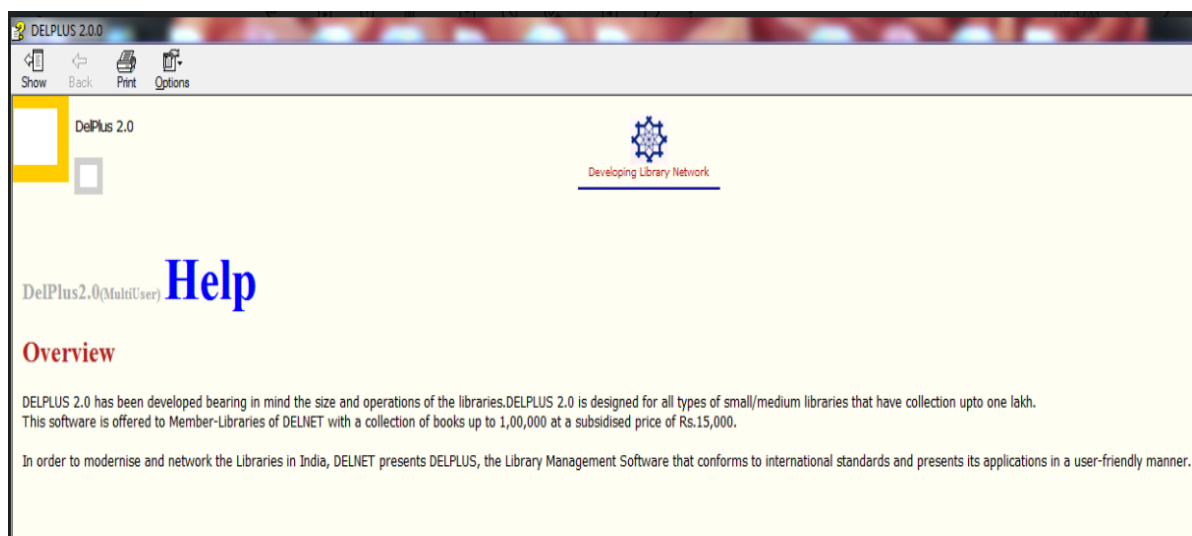 DELPLUS 2.0.0
Show Back Print Options
DelPlus 2.0
Developing Library Network
DelPlus2.0(MultiUser) Help
Overview
DELPLUS 2.0 has been developed bearing in mind the size and operations of the libraries.DELPLUS 2.0 is designed for all types of small/medium libraries that have collection upto one lakh.
This software is offered to Member-Libraries of DELNET with a collection of books up to 1,00,000 at a subsidised price of Rs.15,000.
In order to modernise and network the Libraries in India, DELNET presents DELPLUS, the Library Management Software that conforms to international standards and presents its applications in a user-friendly manner.